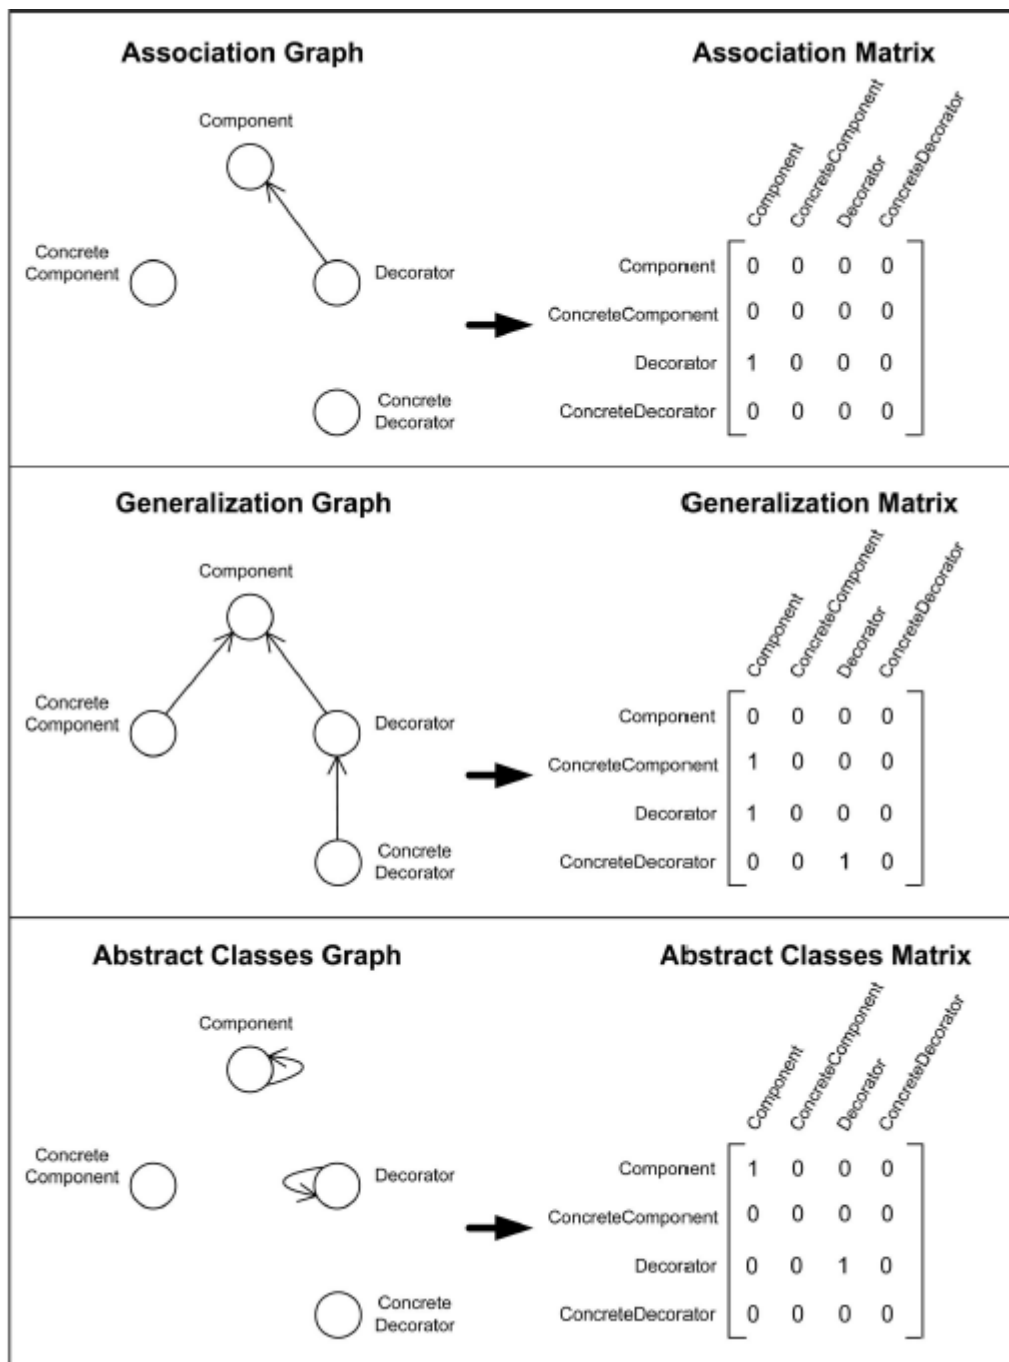 Association Graph
Association Matrix
Component
Concrete
Component
Decorator
Concrete
Decorator
Component
ConcreteComponent
Decorator
ConcreteDecorator
Component 0 0 0 0
ConcreteComponent 0 0 0 0
Decorator 1 0 0 0
ConcreteDecorator 0 0 0 0
Generalization Graph
Generalization Matrix
Component
Concrete
Component
Decorator
Concrete
Decorator
Component
ConcreteComponent
Decorator
ConcreteDecorator
Component 0 0 0 0
ConcreteComponent 1 0 0 0
Decorator 1 0 0 0
ConcreteDecorator 0 0 1 0
Abstract Classes Graph
Abstract Classes Matrix
Component
Concrete
Component
Decorator
Concrete
Decorator
Component
ConcreteComponent
Decorator
ConcreteDecorator
Component 1 0 0 0
ConcreteComponent 0 0 0 0
Decorator 0 0 1 0
ConcreteDecorator 0 0 0 0